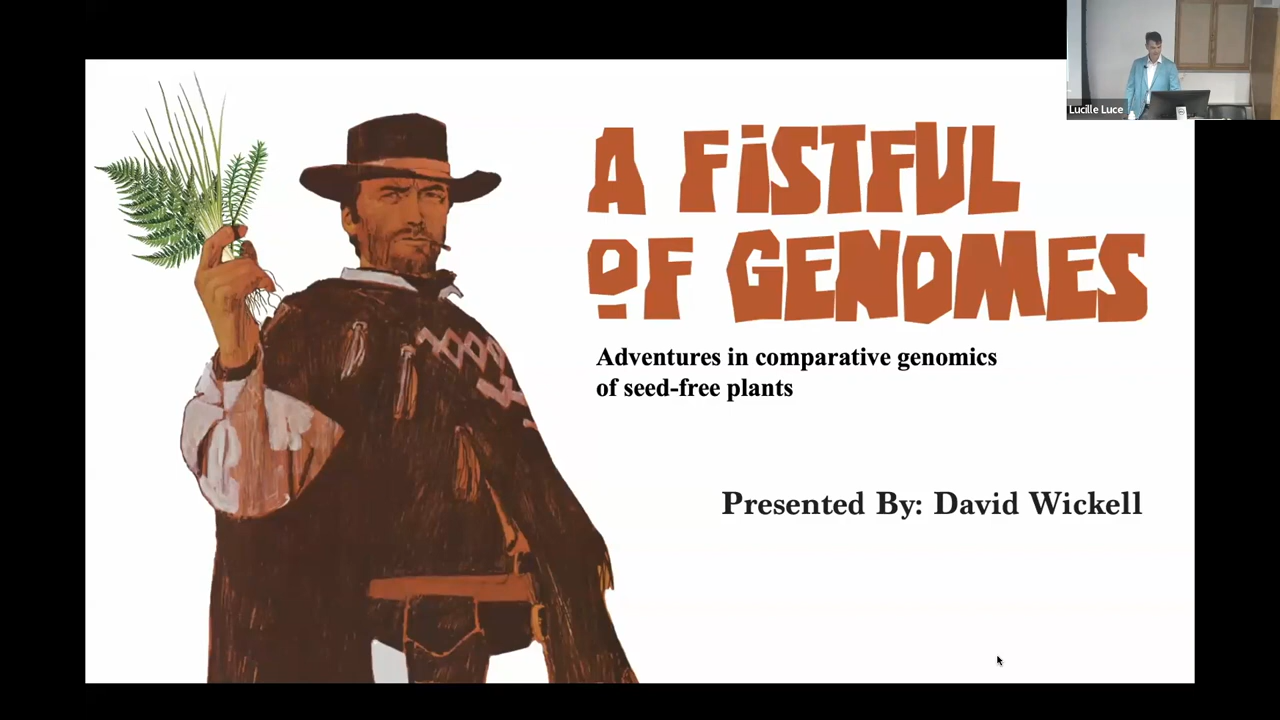 Lucille Luce
A FiSTFUL
OF GENOMES
Adventures in comparative genomics
of seed-free plants
Presented By: David Wickell